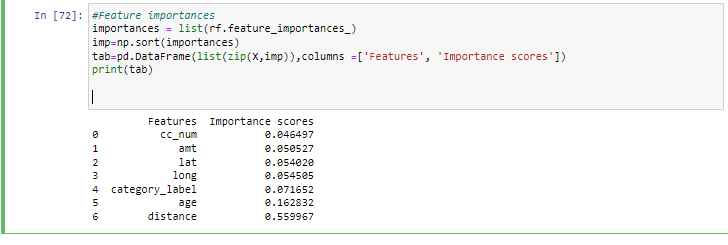 In [72]: #Feature importances
importances = list(rf.feature_importances_)
imp=np.sort(importances)
tab=pd.DataFrame(list(zip(X,imp)),columns =['Features', 'Importance scores'])
print(tab)
Features Importance scores
0 cc_num 0.046497
1 amt 0.050527
2 lat 0.054020
3 long 0.054505
4 category_label 0.071652
5 age 0.162832
6 distance 0.559967